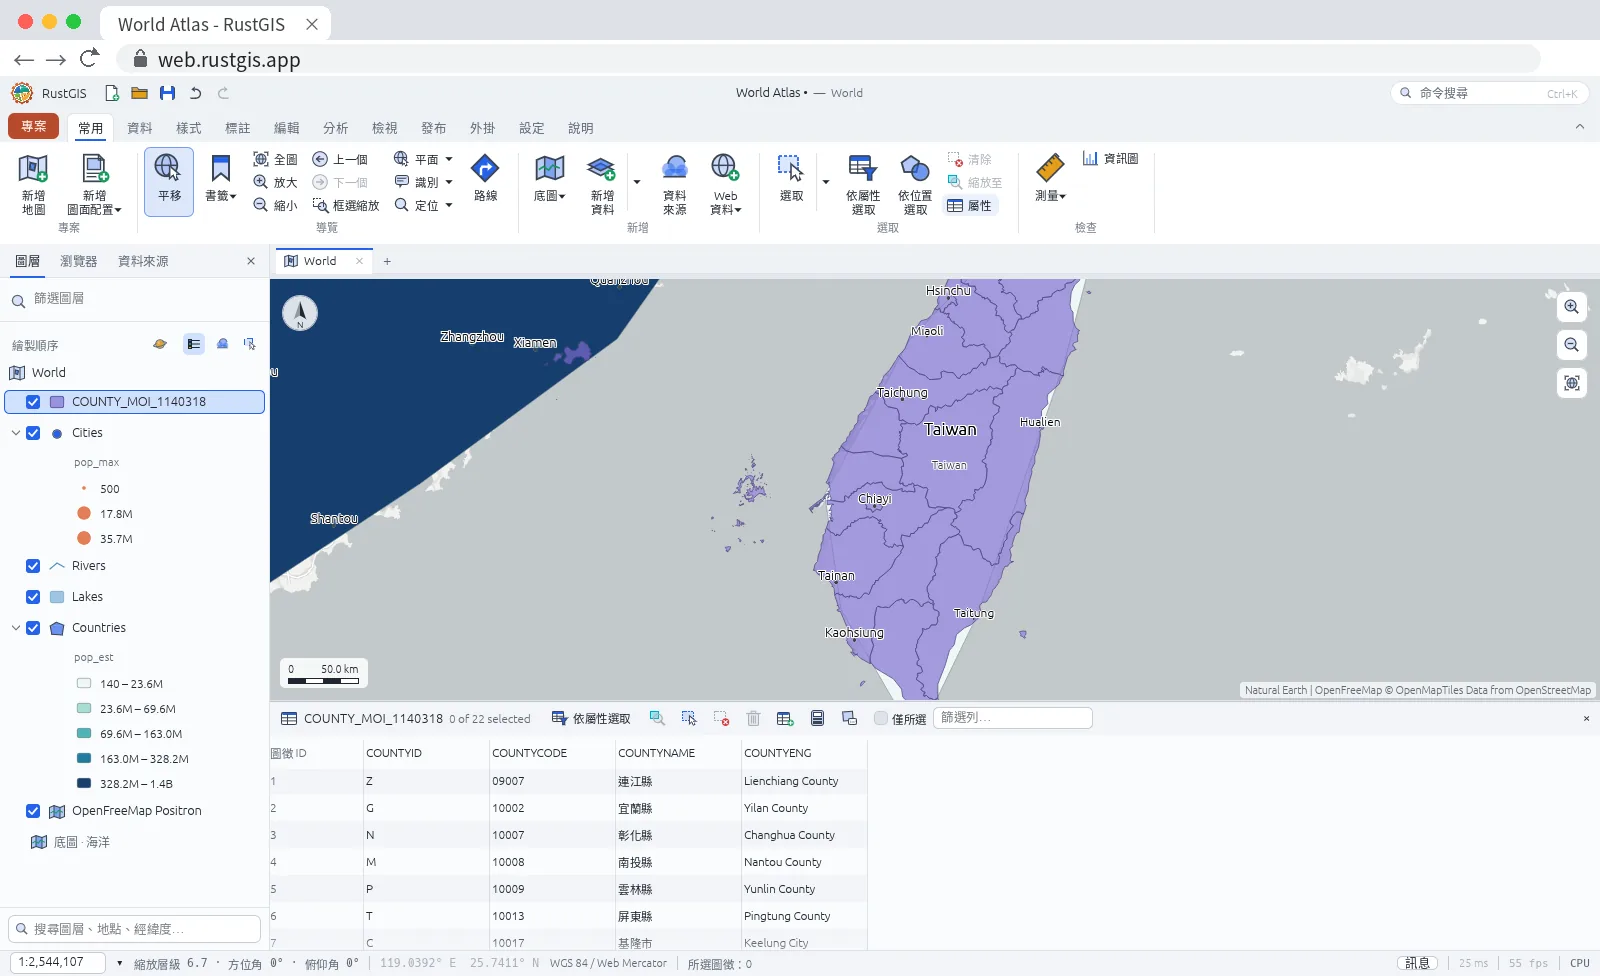 World Atlas - RustGIS
web.rustgis.app
RustGIS
World Atlas • — World
命令搜尋 Ctrl+K
專案 常用 資料 樣式 標註 編輯 分析 檢視 發布 外掛 設定 說明
新增地圖
新增圖面配置
專案
平移
書籤
全圖
放大
縮小
上一個
下一個
框選縮放
平面
識別
定位
路線
導覽
底圖
新增資料
資料來源
Web 資料
新增
選取
依屬性選取
依位置選取
清除
縮放至
屬性
選取
測量
資訊圖
檢查
圖層 瀏覽器 資料來源
篩選圖層
繪製順序
World
COUNTY_MOI_1140318
Cities
pop_max
500
17.8M
35.7M
Rivers
Lakes
Countries
pop_est
140 – 23.6M
23.6M – 69.6M
69.6M – 163.0M
163.0M – 328.2M
328.2M – 1.4B
OpenFreeMap Positron
底圖 · 海洋
搜尋圖層、地點、經緯度…
World
N
Quanzhou
Zhangzhou
Xiamen
u
Shantou
Hsinchu
Miaoli
Taichung
Taiwan
Taiwan
Hualien
Chiayi
Tainan
Taitung
Kaohsiung
0 50.0 km
Natural Earth | OpenFreeMap © OpenMapTiles Data from OpenStreetMap
COUNTY_MOI_1140318 0 of 22 selected 依屬性選取 僅所選 篩選列…
圖徵 ID COUNTYID COUNTYCODE COUNTYNAME COUNTYENG
1 Z 09007 連江縣 Lienchiang County
2 G 10002 宜蘭縣 Yilan County
3 N 10007 彰化縣 Changhua County
4 M 10008 南投縣 Nantou County
5 P 10009 雲林縣 Yunlin County
6 T 10013 屏東縣 Pingtung County
7 C 10017 基隆市 Keelung City
1:2,544,107 縮放層級 6.7 · 方位角 0° · 俯仰角 0° 119.0392° E 25.7411° N WGS 84 / Web Mercator 所選圖徵：0 訊息 25 ms 55 fps CPU